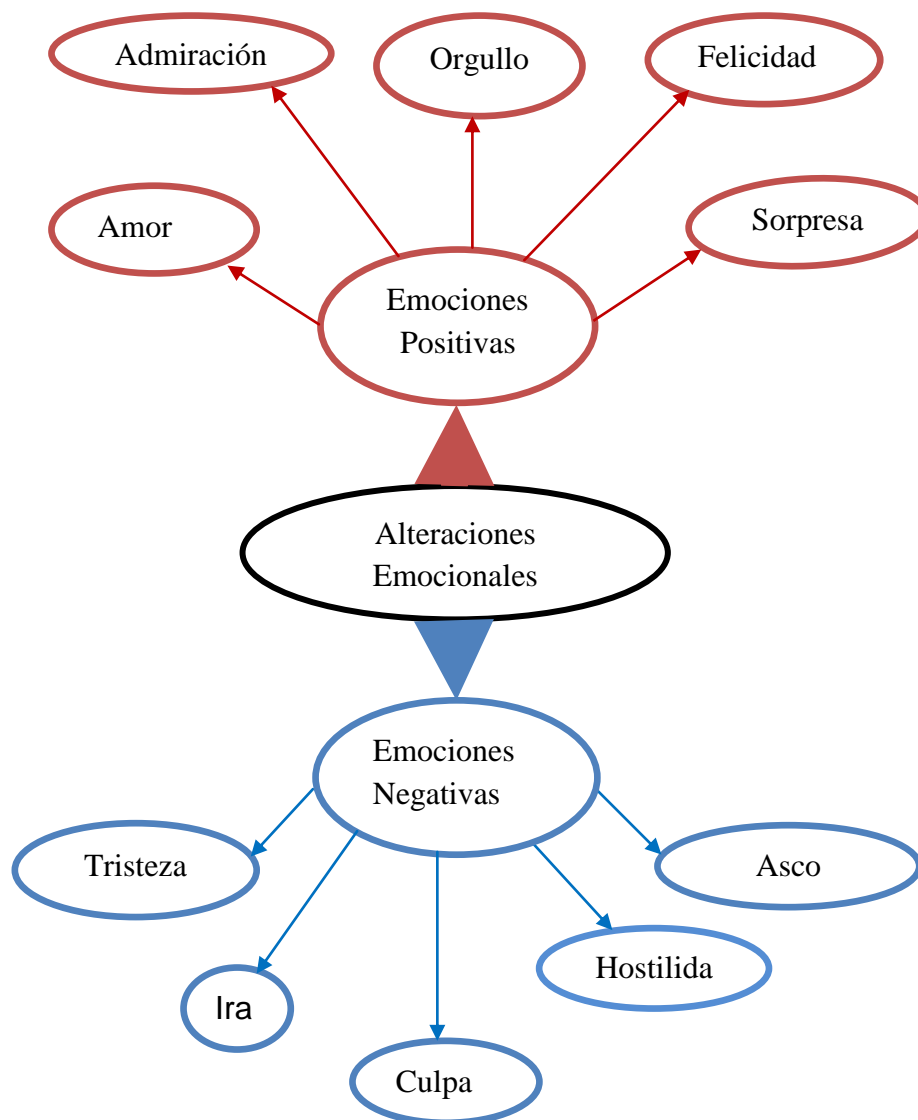 Admiración
Orgullo
Felicidad
Amor
Sorpresa
Emociones
Positivas
Alteraciones
Emocionales
Emociones
Negativas
Tristeza
Asco
Hostilida
Ira
Culpa